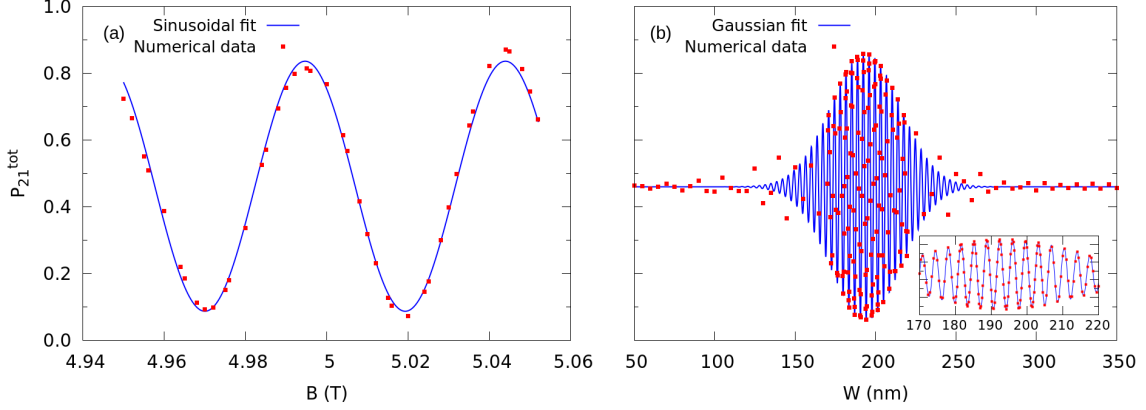 (a)
Sinusoidal fit
Numerical data
1.0
0.8
0.6
0.4
0.2
0.0
P21tot
4.94 4.96 4.98 5 5.02 5.04 5.06
B (T)
(b)
Gaussian fit
Numerical data
170 180 190 200 210 220
50 100 150 200 250 300 350
W (nm)